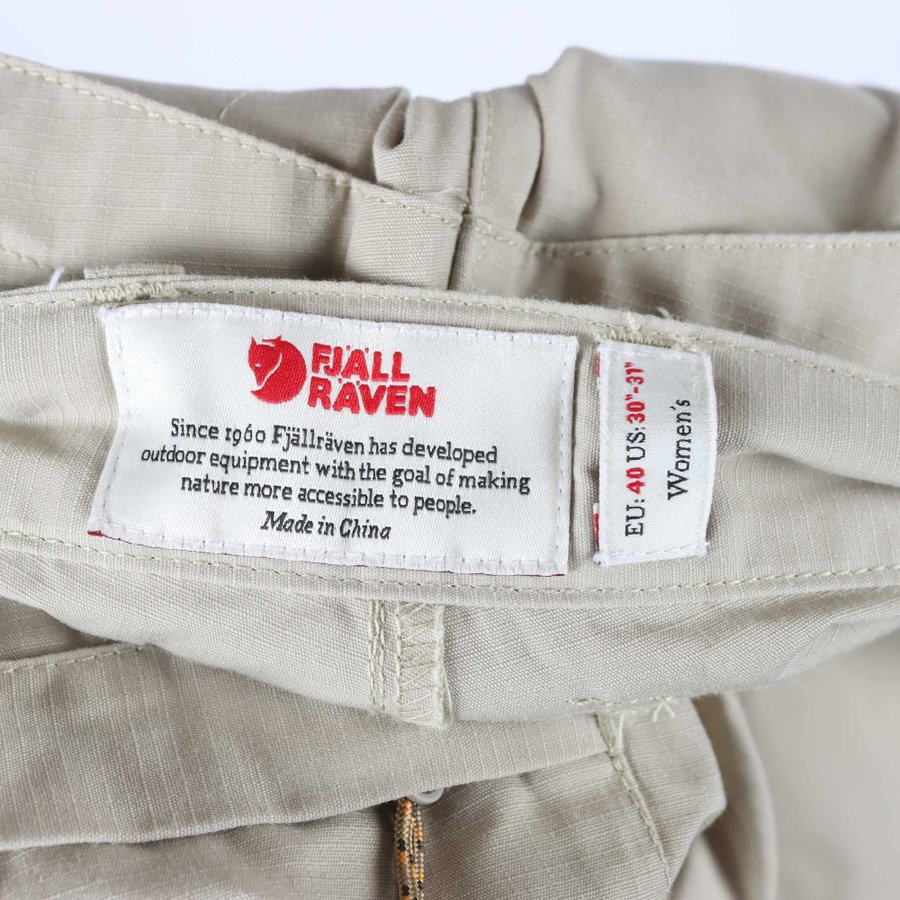 FJÄLL
RÄVEN
Since 1960 Fjällräven has developed
outdoor equipment with the goal of making
nature more accessible to people.
Made in China
EU: 40 US: 30"-31"
Women's